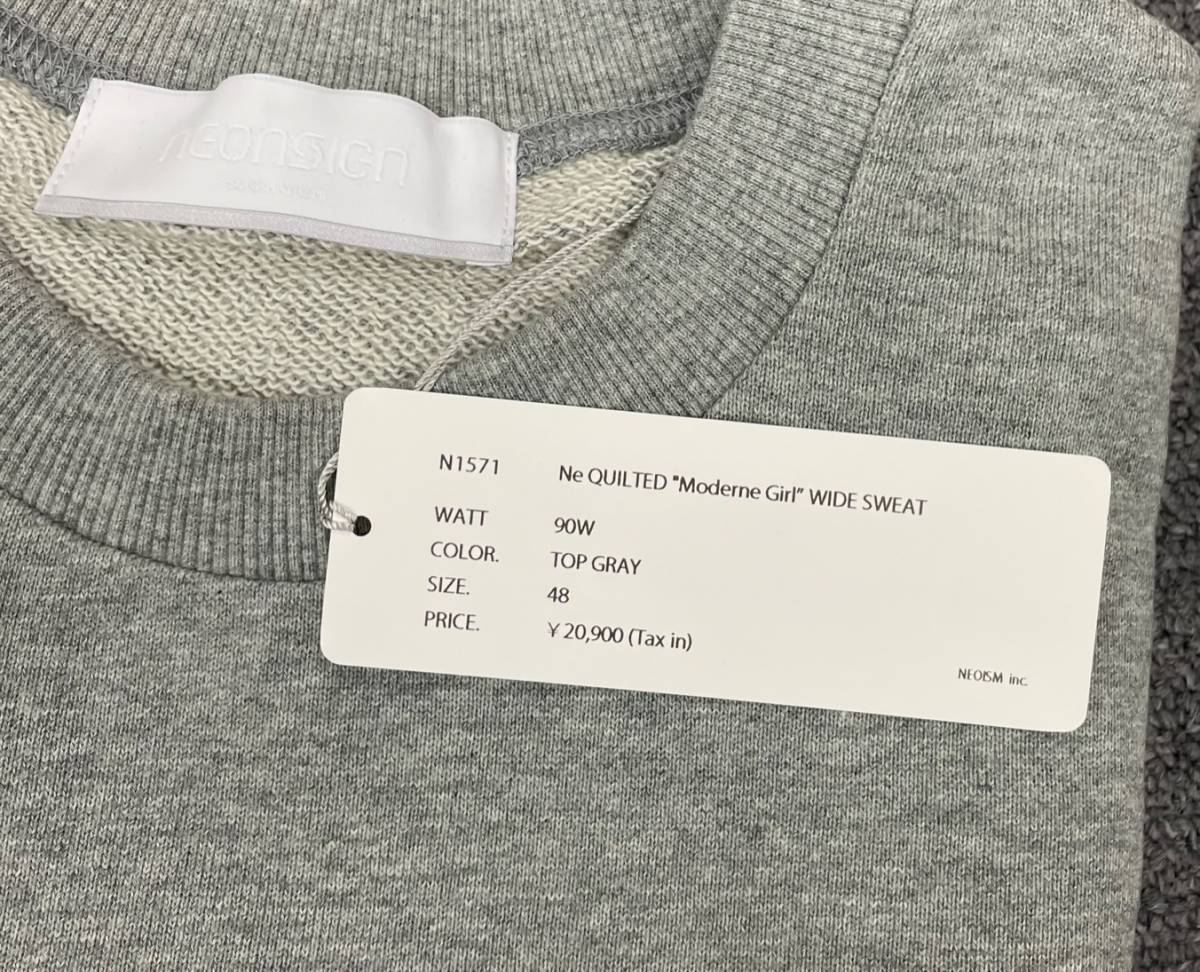 neonsign
N1571 Ne QUILTED "Moderne Girl" WIDE SWEAT
WATT 90W
COLOR. TOP GRAY
SIZE. 48
PRICE. ¥20,900 (Tax in)
NEOISM inc.